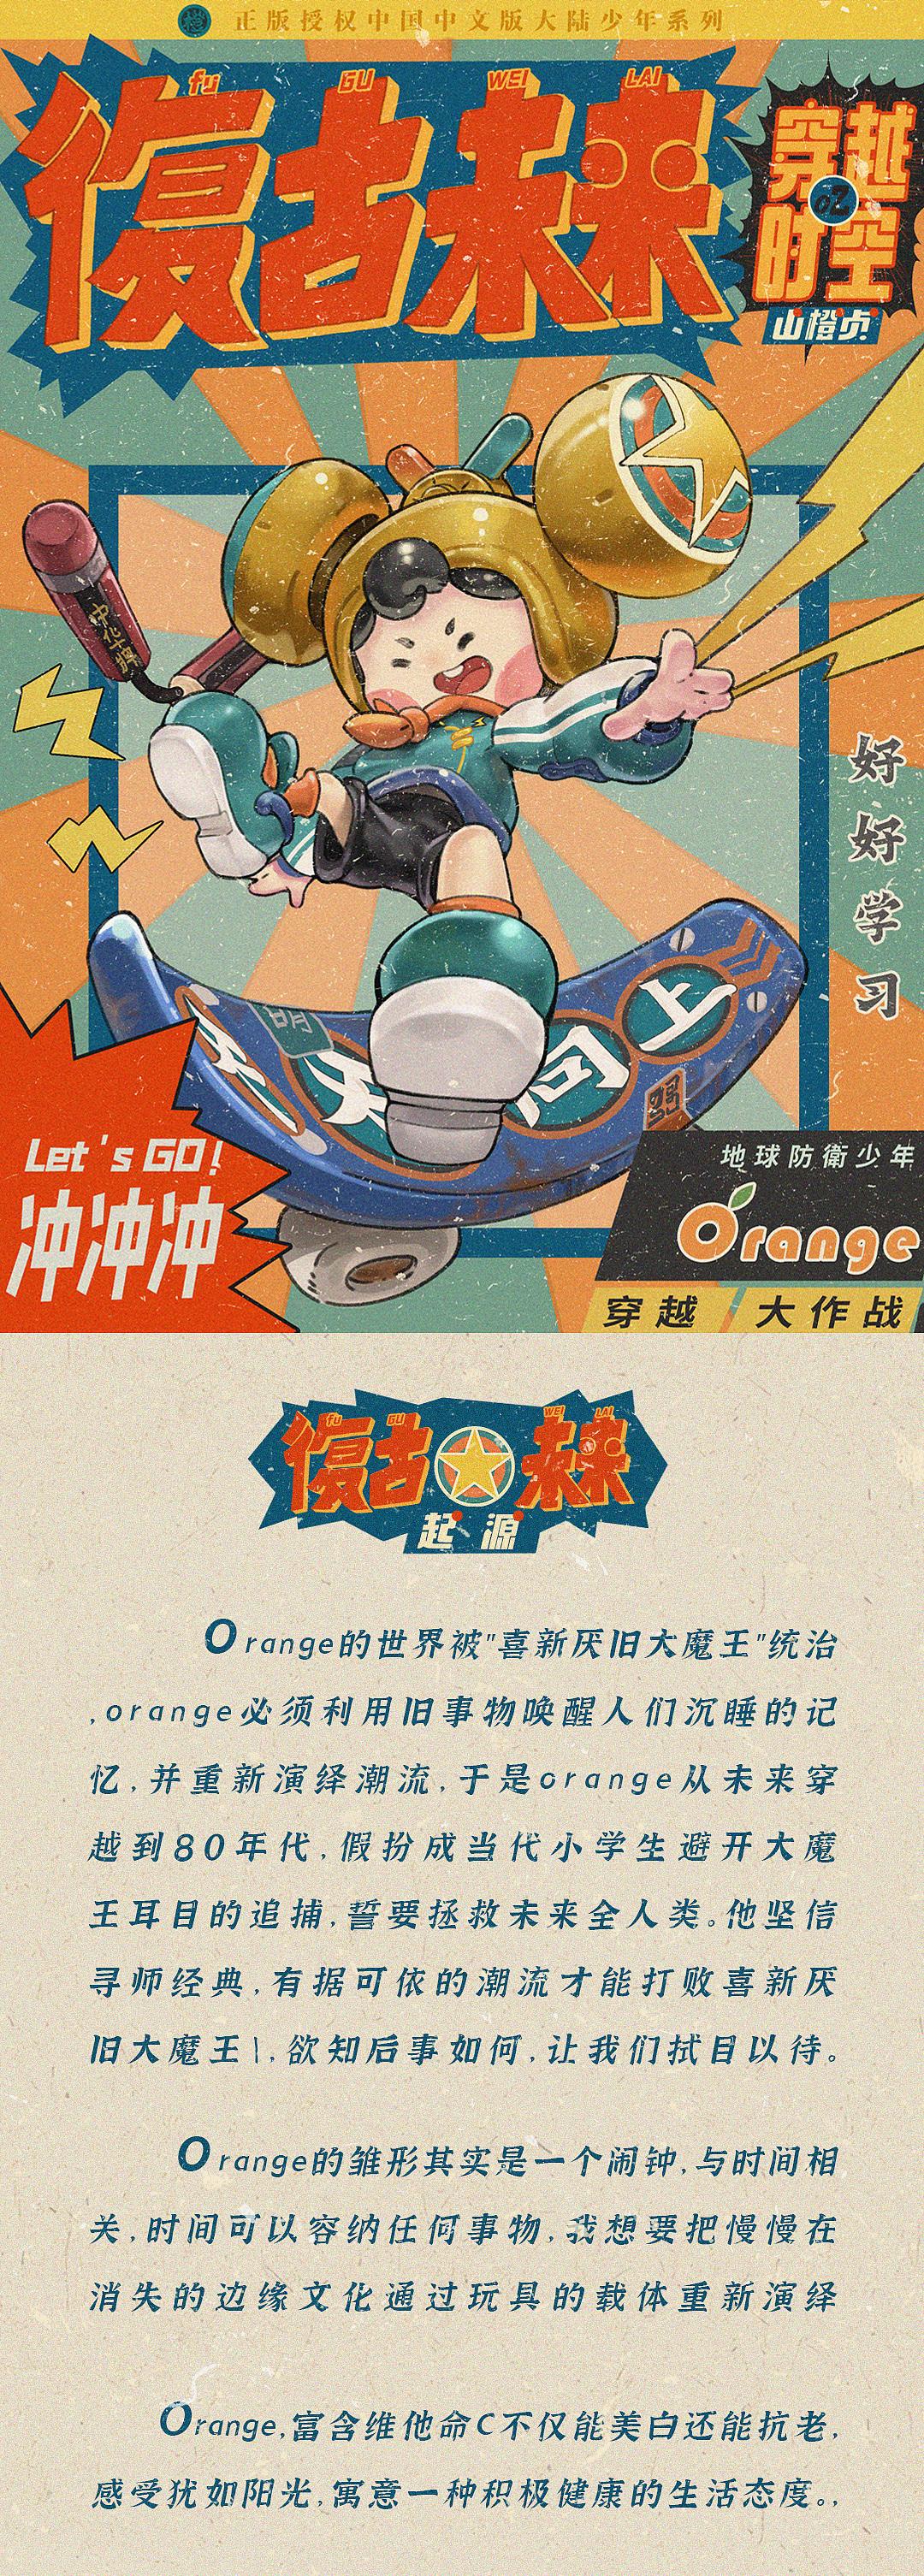 正版授权中国中文版大陆少年系列
fu GU WEI LAI
復古未来
穿越
02
时空
山橙贞
中华牌
好
好
学
习
天天向上
明
强
Let's GO!
冲冲冲
地球防衛少年
Orange
穿越 大作战
fu GU WEI LAI
復古未来
起源
Orange的世界被"喜新厌旧大魔王"统治
,orange必须利用旧事物唤醒人们沉睡的记
忆,并重新演绎潮流,于是orange从未来穿
越到80年代,假扮成当代小学生避开大魔
王耳目的追捕,誓要拯救未来全人类。他坚信
寻师经典,有据可依的潮流才能打败喜新厌
旧大魔王\,欲知后事如何,让我们拭目以待。
Orange的雏形其实是一个闹钟,与时间相
关,时间可以容纳任何事物,我想要把慢慢在
消失的边缘文化通过玩具的载体重新演绎
Orange,富含维他命C不仅能美白还能抗老,
感受犹如阳光,寓意一种积极健康的生活态度。,